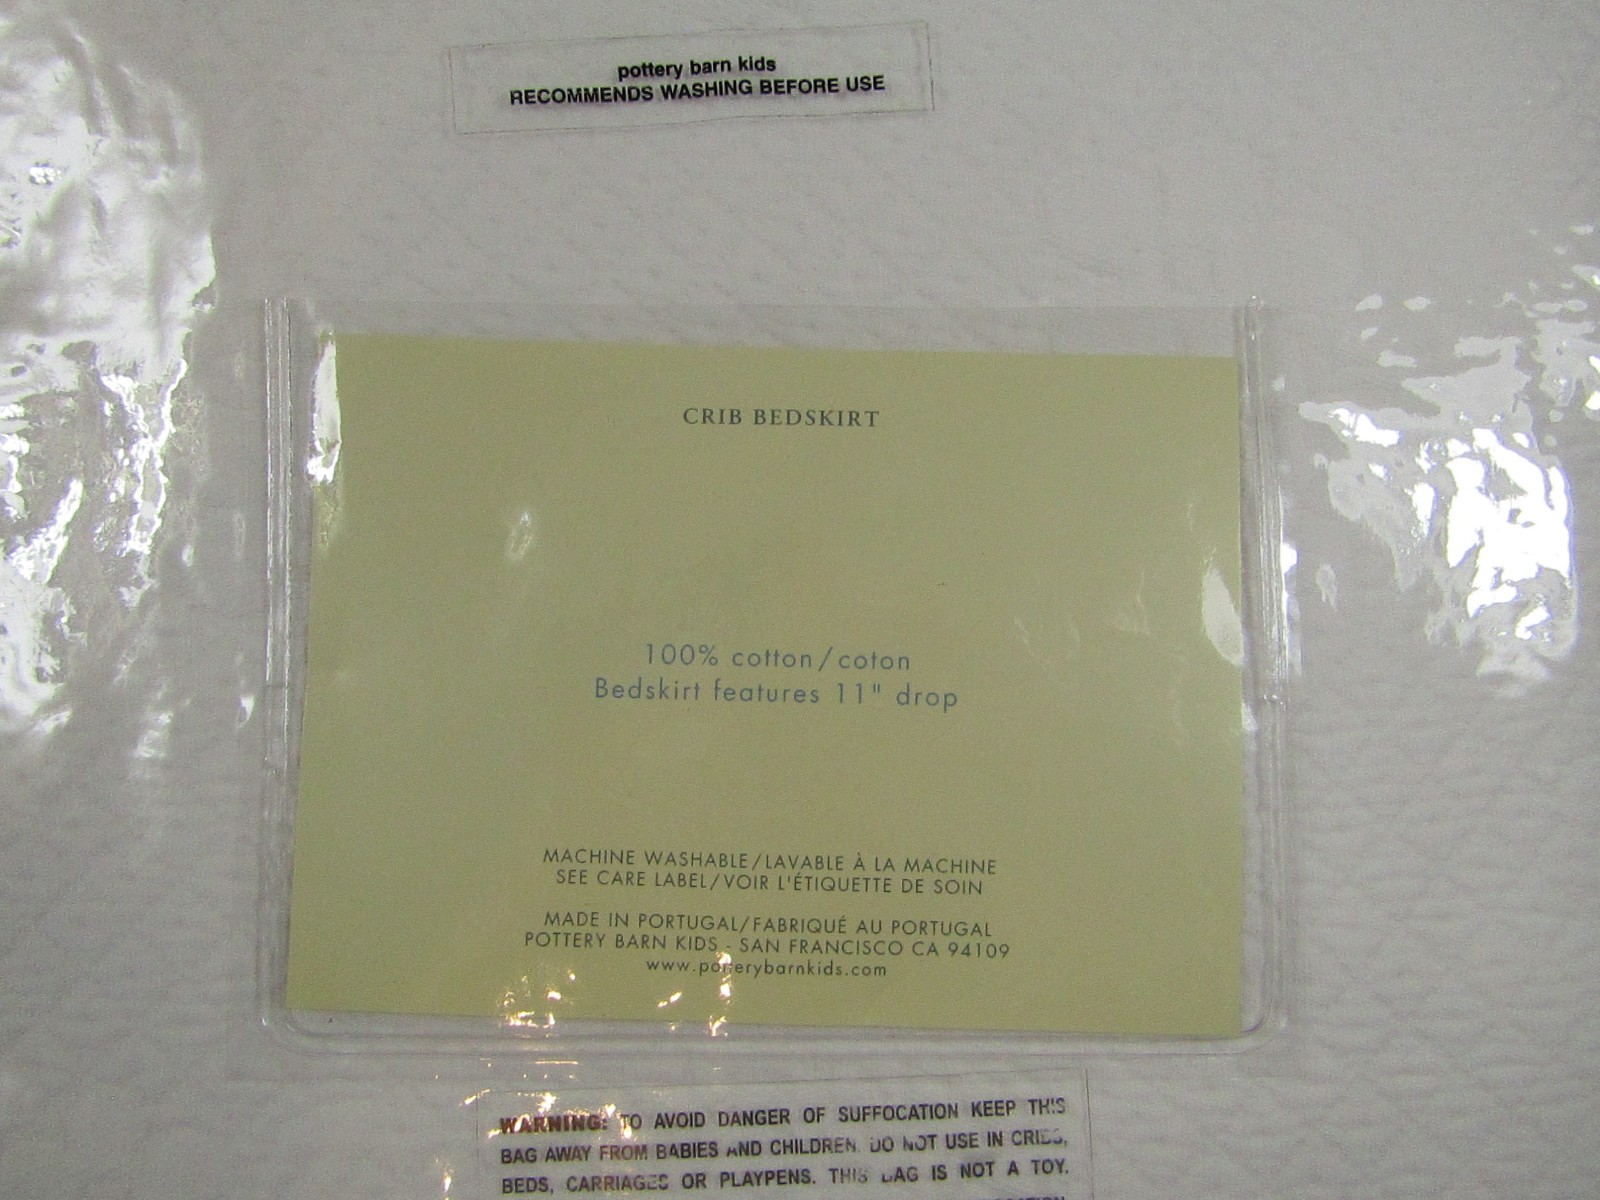 pottery barn kids
RECOMMENDS WASHING BEFORE USE
CRIB BEDSKIRT
100% cotton/coton
Bedskirt features 11" drop
MACHINE WASHABLE/LAVABLE À LA MACHINE
SEE CARE LABEL/VOIR L'ÉTIQUETTE DE SOIN
MADE IN PORTUGAL/FABRIQUÉ AU PORTUGAL
POTTERY BARN KIDS - SAN FRANCISCO CA 94109
www.potterybarnkids.com
WARNING: TO AVOID DANGER OF SUFFOCATION KEEP THIS
BAG AWAY FROM BABIES AND CHILDREN. DO NOT USE IN CRIBS,
BEDS, CARRIAGES OR PLAYPENS. THIS BAG IS NOT A TOY.